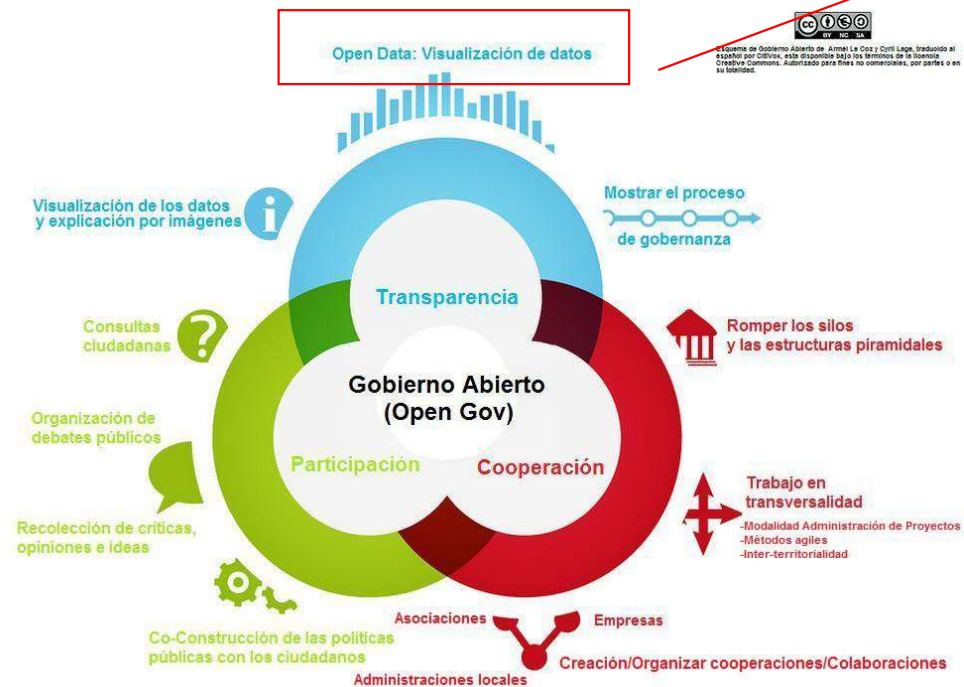 Open Data: Visualización de datos
BY NC SA
Esquema de Gobierno Abierto de Armel Le Coz y Cyril Lage, traducido al
español por CitiVox, esta disponible bajo los términos de la licencia
Creative Commons. Autorizado para fines no comerciales, por partes o en
su totalidad.
Visualización de los datos
y explicación por imágenes
i
Mostrar el proceso
de gobernanza
Transparencia
Consultas
ciudadanas
?
Romper los silos
y las estructuras piramidales
Gobierno Abierto
(Open Gov)
Organización de
debates públicos
Participación
Cooperación
Trabajo en
transversalidad
-Modalidad Administración de Proyectos
-Métodos agiles
-Inter-territorialidad
Recolección de críticas,
opiniones e ideas
Asociaciones
Empresas
Co-Construcción de las políticas
públicas con los ciudadanos
Creación/Organizar cooperaciones/Colaboraciones
Administraciones locales